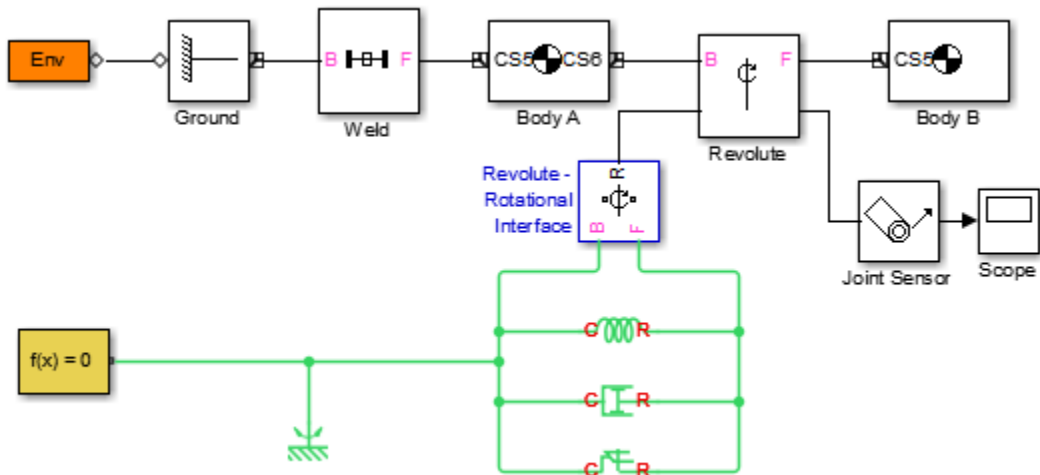 Env
Ground
B F
Weld
CS5 CS6
Body A
B F
Revolute
CS5
Body B
Revolute -
Rotational
Interface
R
B F
Joint Sensor
Scope
f(x) = 0
C R
C R
C R